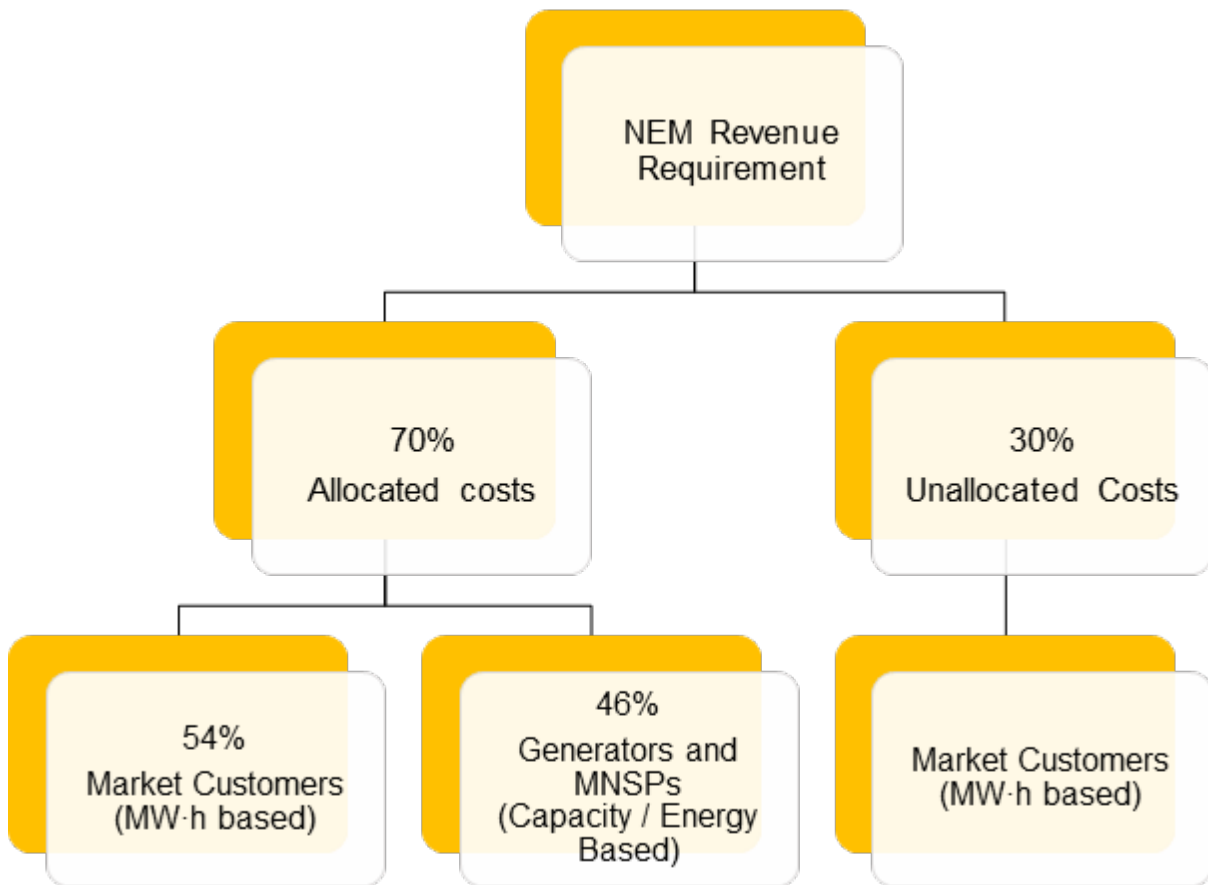 NEM Revenue
Requirement
70%
Allocated costs
30%
Unallocated Costs
54%
Market Customers
(MW·h based)
46%
Generators and
MNSPs
(Capacity / Energy
Based)
Market Customers
(MW·h based)